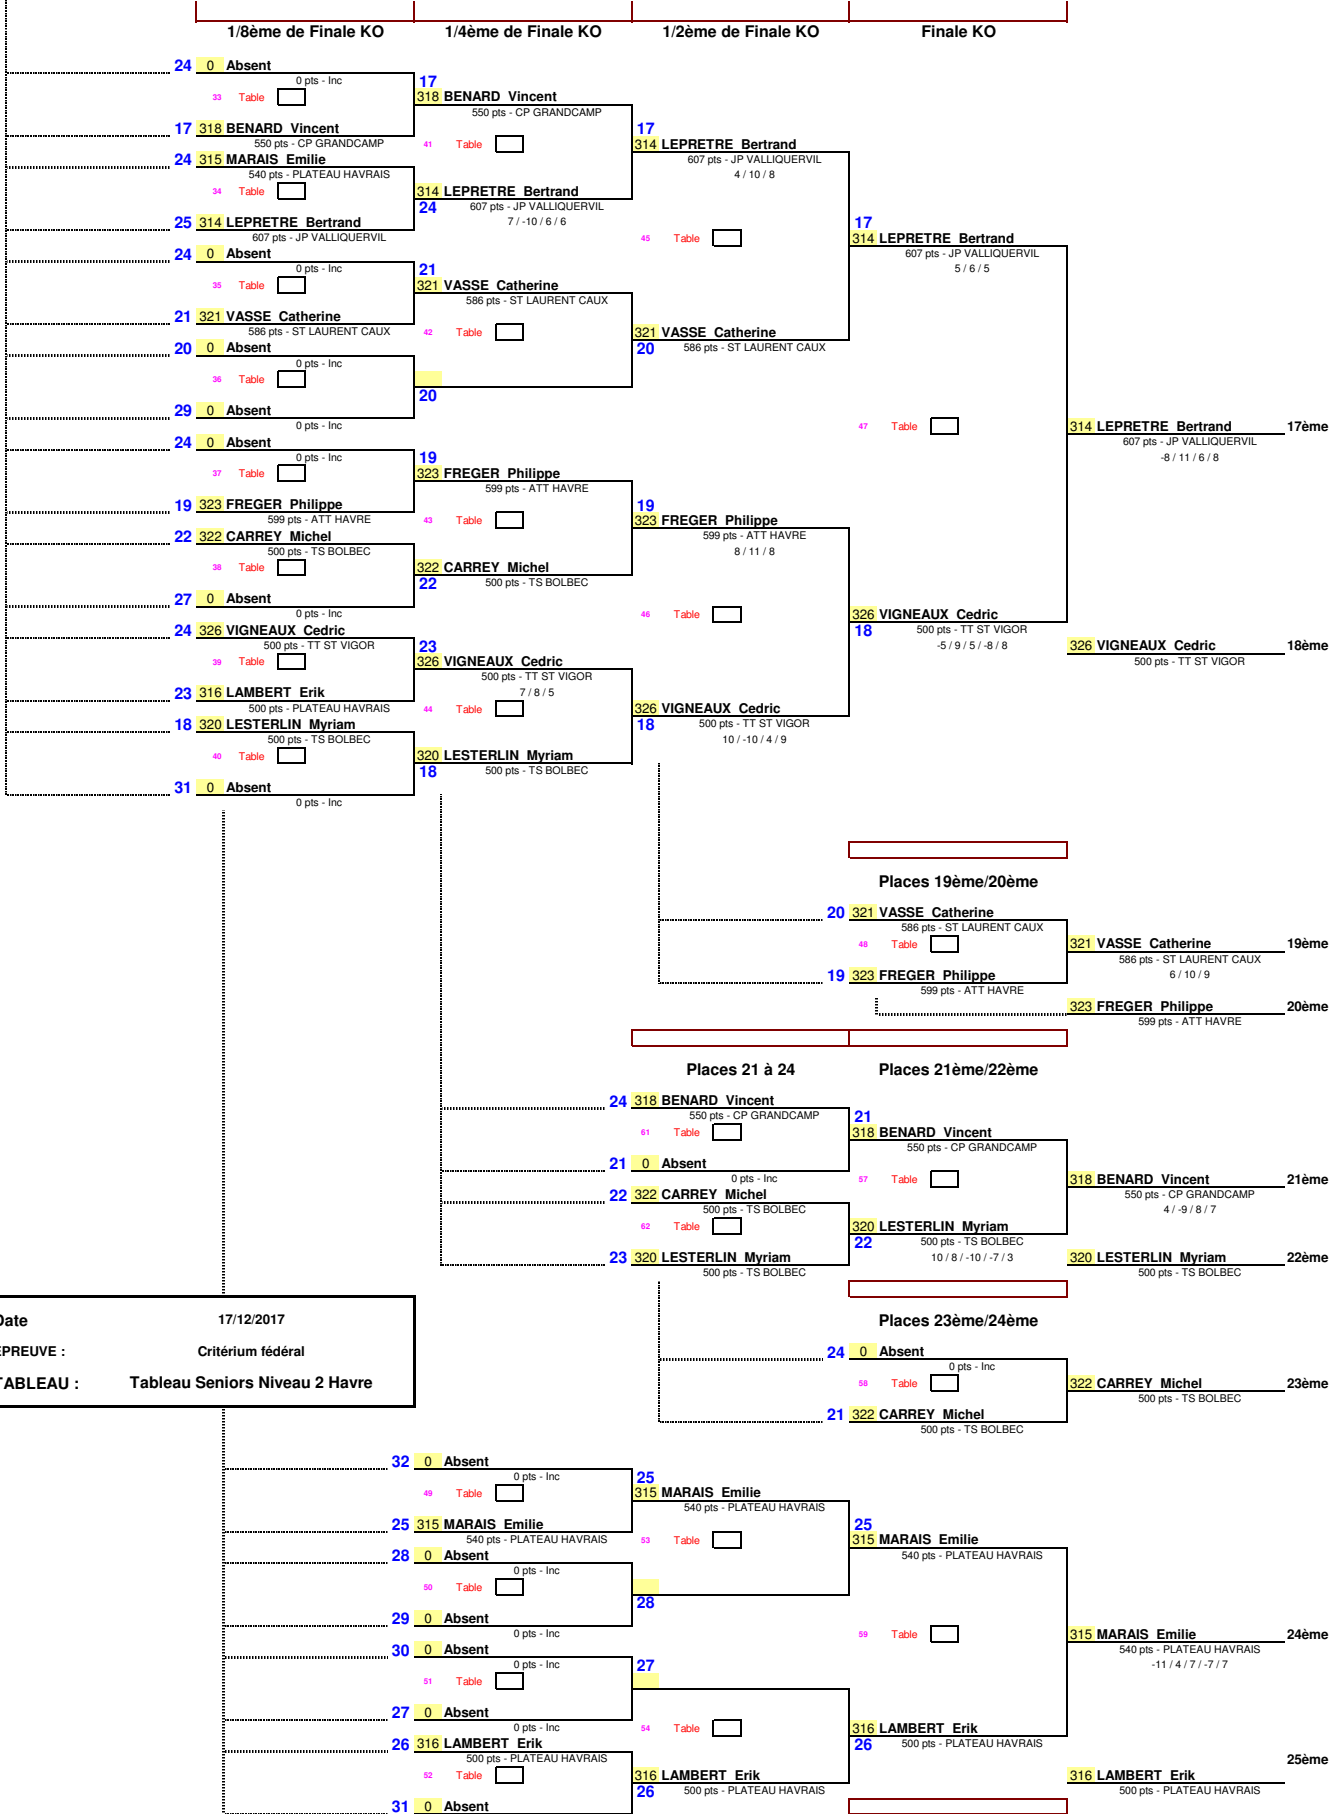 1/8ème de Finale KO 1/4ème de Finale KO 1/2ème de Finale KO Finale KO
24 0 Absent
0 pts - Inc
33 Table
17
318 BENARD Vincent
550 pts - CP GRANDCAMP
17 318 BENARD Vincent
550 pts - CP GRANDCAMP
41 Table
17
314 LEPRETRE Bertrand
607 pts - JP VALLIQUERVIL
4 / 10 / 8
24 315 MARAIS Emilie
540 pts - PLATEAU HAVRAIS
34 Table
314 LEPRETRE Bertrand
24
607 pts - JP VALLIQUERVIL
7 / -10 / 6 / 6
25 314 LEPRETRE Bertrand
607 pts - JP VALLIQUERVIL
45 Table
17
314 LEPRETRE Bertrand
607 pts - JP VALLIQUERVIL
5 / 6 / 5
24 0 Absent
0 pts - Inc
35 Table
21
321 VASSE Catherine
586 pts - ST LAURENT CAUX
21 321 VASSE Catherine
586 pts - ST LAURENT CAUX
42 Table
321 VASSE Catherine
20
586 pts - ST LAURENT CAUX
20 0 Absent
0 pts - Inc
36 Table
20
29 0 Absent
0 pts - Inc
47 Table
314 LEPRETRE Bertrand 17ème
607 pts - JP VALLIQUERVIL
-8 / 11 / 6 / 8
24 0 Absent
0 pts - Inc
37 Table
19
323 FREGER Philippe
599 pts - ATT HAVRE
19 323 FREGER Philippe
599 pts - ATT HAVRE
43 Table
19
323 FREGER Philippe
599 pts - ATT HAVRE
8 / 11 / 8
22 322 CARREY Michel
500 pts - TS BOLBEC
38 Table
322 CARREY Michel
22
500 pts - TS BOLBEC
27 0 Absent
0 pts - Inc
46 Table
326 VIGNEAUX Cedric
18
500 pts - TT ST VIGOR
-5 / 9 / 5 / -8 / 8
24 326 VIGNEAUX Cedric
500 pts - TT ST VIGOR
39 Table
23
326 VIGNEAUX Cedric
500 pts - TT ST VIGOR
7 / 8 / 5
326 VIGNEAUX Cedric 18ème
500 pts - TT ST VIGOR
23 316 LAMBERT Erik
500 pts - PLATEAU HAVRAIS
44 Table
326 VIGNEAUX Cedric
18
500 pts - TT ST VIGOR
10 / -10 / 4 / 9
18 320 LESTERLIN Myriam
500 pts - TS BOLBEC
40 Table
320 LESTERLIN Myriam
18
500 pts - TS BOLBEC
31 0 Absent
0 pts - Inc
Places 19ème/20ème
20 321 VASSE Catherine
586 pts - ST LAURENT CAUX
48 Table
321 VASSE Catherine 19ème
586 pts - ST LAURENT CAUX
6 / 10 / 9
19 323 FREGER Philippe
599 pts - ATT HAVRE
323 FREGER Philippe 20ème
599 pts - ATT HAVRE
Places 21 à 24 Places 21ème/22ème
24 318 BENARD Vincent
550 pts - CP GRANDCAMP
61 Table
21
318 BENARD Vincent
550 pts - CP GRANDCAMP
21 0 Absent
0 pts - Inc
57 Table
318 BENARD Vincent 21ème
550 pts - CP GRANDCAMP
4 / -9 / 8 / 7
22 322 CARREY Michel
500 pts - TS BOLBEC
62 Table
320 LESTERLIN Myriam
22
500 pts - TS BOLBEC
10 / 8 / -10 / -7 / 3
23 320 LESTERLIN Myriam
500 pts - TS BOLBEC
320 LESTERLIN Myriam 22ème
500 pts - TS BOLBEC
Date 17/12/2017
EPREUVE : Critérium fédéral
TABLEAU : Tableau Seniors Niveau 2 Havre
Places 23ème/24ème
24 0 Absent
0 pts - Inc
58 Table
322 CARREY Michel 23ème
500 pts - TS BOLBEC
21 322 CARREY Michel
500 pts - TS BOLBEC
32 0 Absent
0 pts - Inc
49 Table
25
315 MARAIS Emilie
540 pts - PLATEAU HAVRAIS
25 315 MARAIS Emilie
540 pts - PLATEAU HAVRAIS
53 Table
25
315 MARAIS Emilie
540 pts - PLATEAU HAVRAIS
28 0 Absent
0 pts - Inc
50 Table
28
29 0 Absent
0 pts - Inc
59 Table
315 MARAIS Emilie 24ème
540 pts - PLATEAU HAVRAIS
-11 / 4 / 7 / -7 / 7
30 0 Absent
0 pts - Inc
51 Table
27
27 0 Absent
0 pts - Inc
54 Table
316 LAMBERT Erik
26
500 pts - PLATEAU HAVRAIS
26 316 LAMBERT Erik
500 pts - PLATEAU HAVRAIS
52 Table
316 LAMBERT Erik
26
500 pts - PLATEAU HAVRAIS
25ème
316 LAMBERT Erik
500 pts - PLATEAU HAVRAIS
31 0 Absent